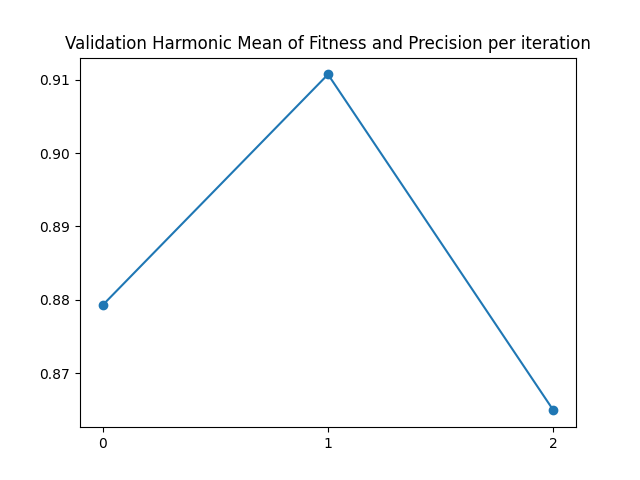 Validation Harmonic Mean of Fitness and Precision per iteration
0.91
0.90
0.89
0.88
0.87
0 1 2